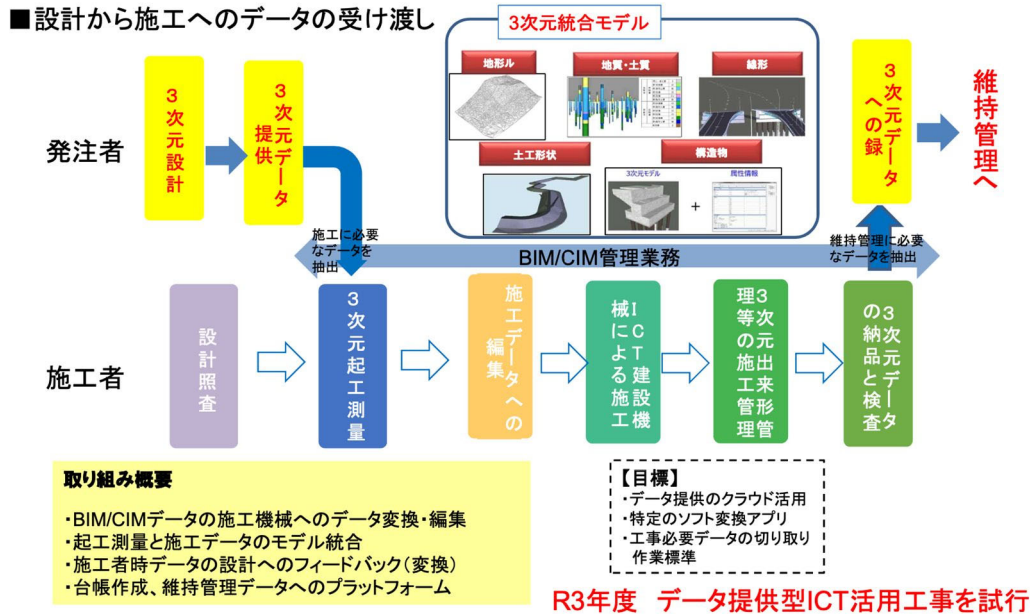 ■設計から施工へのデータの受け渡し
3次元統合モデル
地形ル
地質・土質
線形
土工形状
構造物
3次元モデル
+
属性情報
発注者
3次元設計
3次元データ
提供
3次元データ
への録
維持管理へ
施工に必要
なデータを
抽出
BIM/CIM管理業務
維持管理に必要
なデータを抽出
施工者
設計照査
3次元起工測量
施工データへの
編集
ICT建設機
械による施工
3次元出来形管
理等の施工管理
3次元データ
の納品と検査
取り組み概要
・BIM/CIMデータの施工機械へのデータ変換・編集
・起工測量と施工データのモデル統合
・施工者時データの設計へのフィードバック(変換)
・台帳作成、維持管理データへのプラットフォーム
【目標】
・データ提供のクラウド活用
・特定のソフト変換アプリ
・工事必要データの切り取り
作業標準
R3年度 データ提供型ICT活用工事を試行